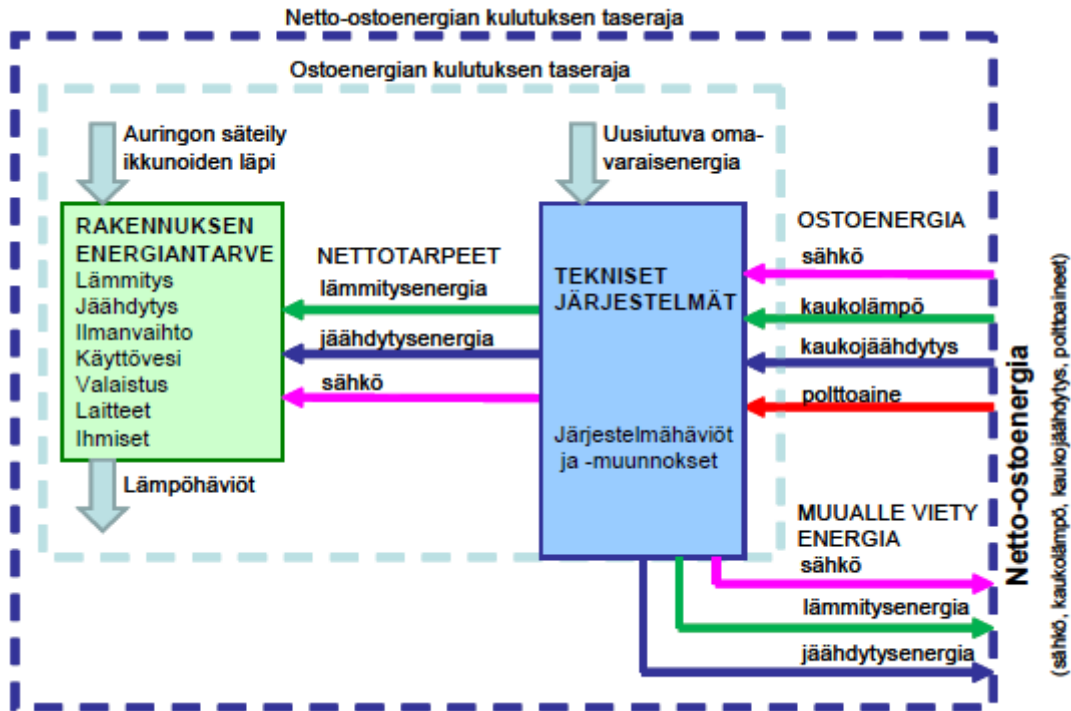 Netto-ostoenergian kulutuksen taseraja
Ostoenergian kulutuksen taseraja
Auringon säteily
ikkunoiden läpi
Uusiutuva oma-
varaisenergia
RAKENNUKSEN
ENERGIANTARVE
Lämmitys
Jäähdytys
Ilmanvaihto
Käyttövesi
Valaistus
Laitteet
Ihmiset
Lämpöhäviöt
NETTOTARPEET
lämmitysenergia
jäähdytysenergia
sähkö
TEKNISET
JÄRJESTELMÄT
Järjestelmähäviöt
ja -muunnokset
OSTOENERGIA
sähkö
kaukolämpö
kaukojäähdytys
polttoaine
MUUALLE VIETY
ENERGIA
sähkö
lämmitysenergia
jäähdytysenergia
Netto-ostoenergia
(sähkö, kaukolämpö, kaukojäähdytys, polttoaineet)